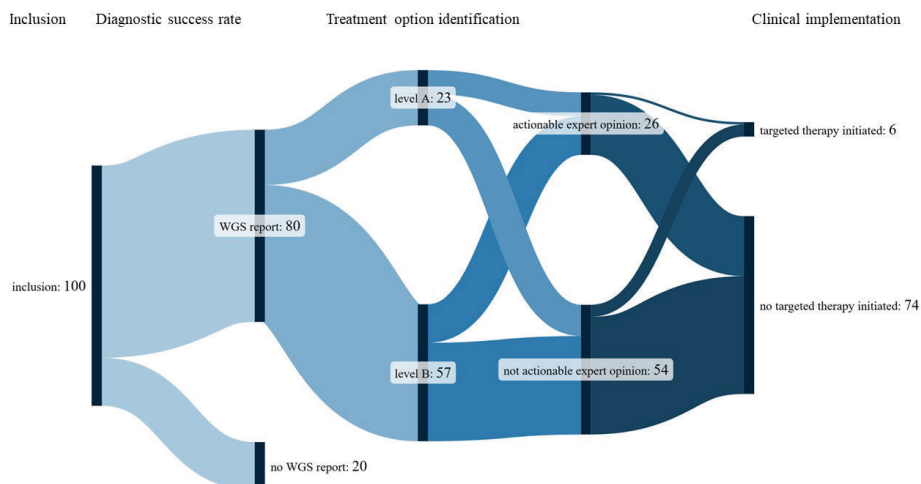 Inclusion
Diagnostic success rate
Treatment option identification
Clinical implementation
level A: 23
actionable expert opinion: 26
targeted therapy initiated: 6
WGS report: 80
inclusion: 100
no targeted therapy initiated: 74
level B: 57
not actionable expert opinion: 54
no WGS report: 20